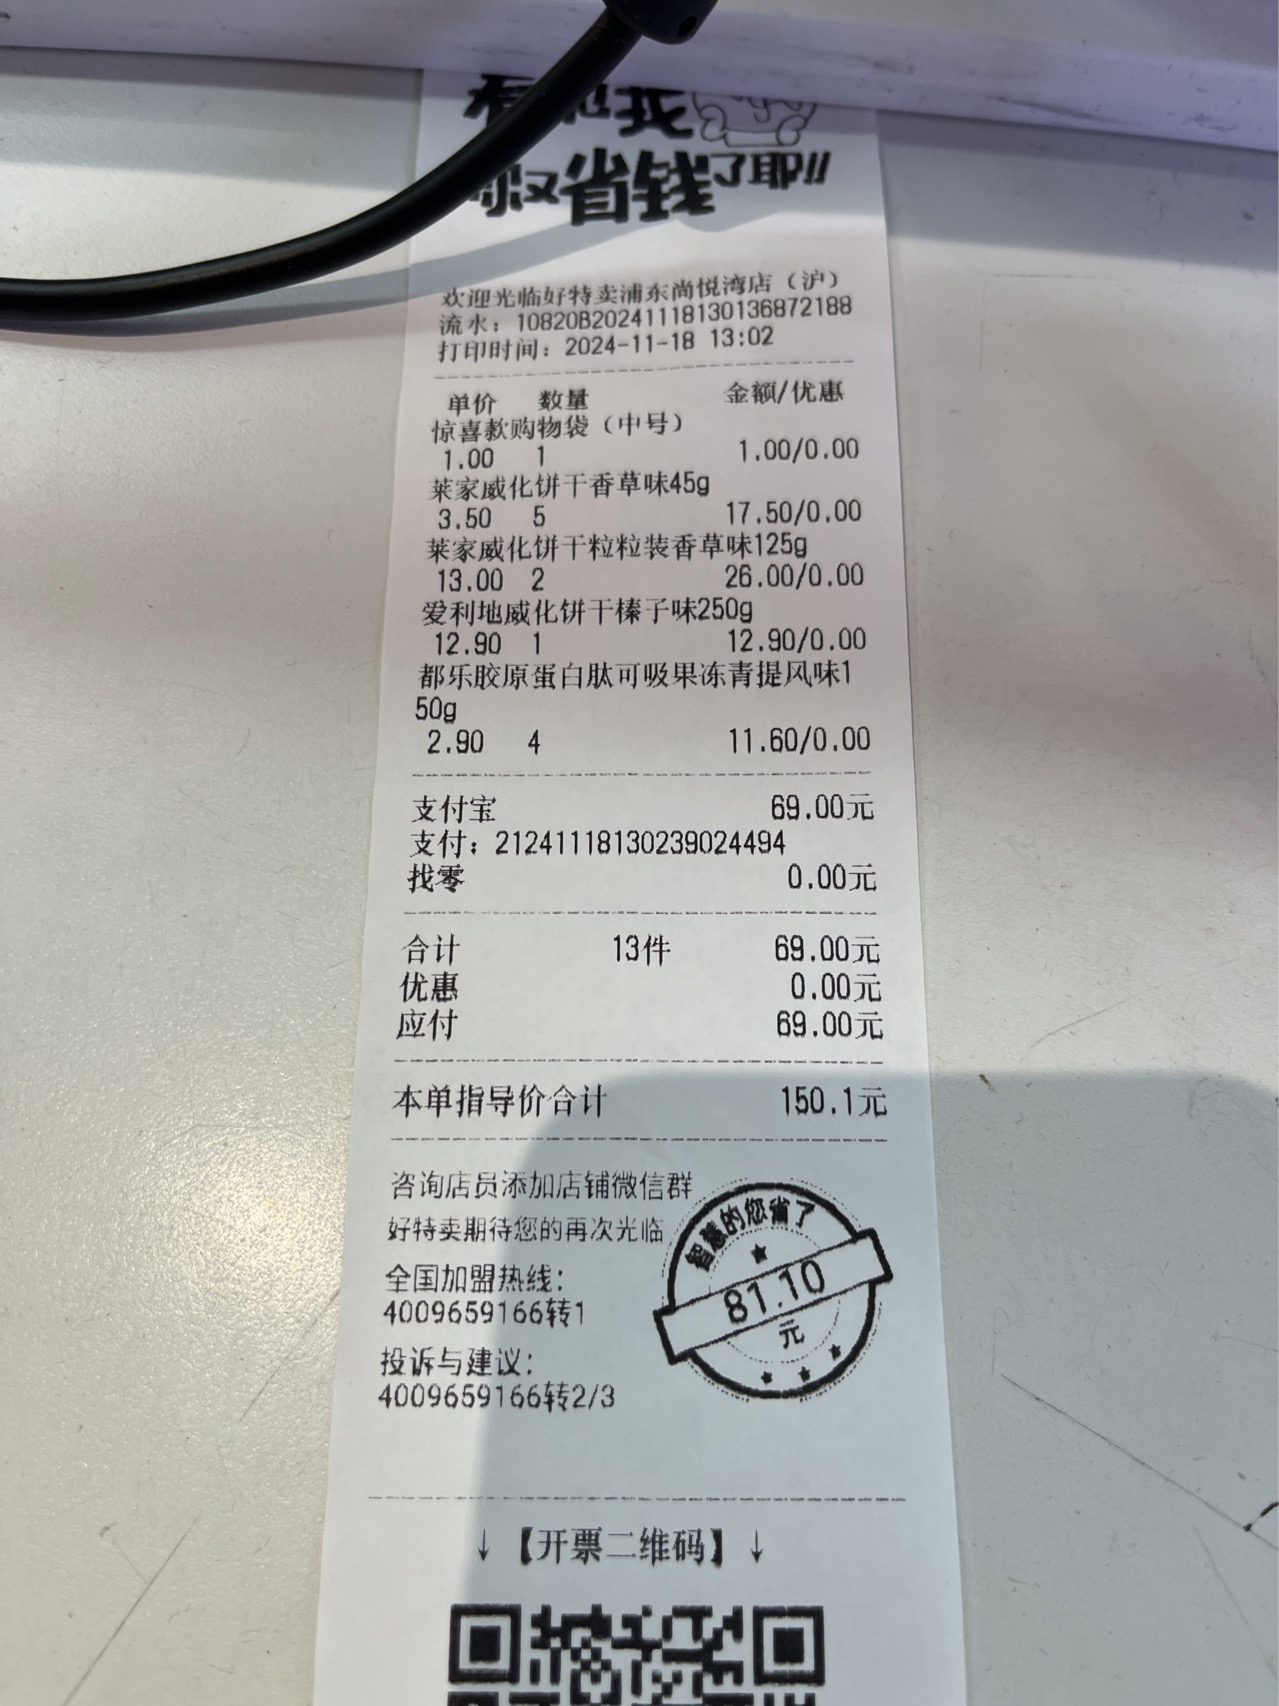 有
我
你又省钱了耶!!
欢迎光临好特卖浦东尚悦湾店（沪）
流水：10820B20241118130136872188
打印时间：2024-11-18 13:02
单价 数量 金额/优惠
惊喜款购物袋（中号）
1.00 1 1.00/0.00
莱家威化饼干香草味45g
3.50 5 17.50/0.00
莱家威化饼干粒粒装香草味125g
13.00 2 26.00/0.00
爱利地威化饼干榛子味250g
12.90 1 12.90/0.00
都乐胶原蛋白肽可吸果冻青提风味1
50g
2.90 4 11.60/0.00
支付宝 69.00元
支付：21241118130239024494
找零 0.00元
合计 13件 69.00元
优惠 0.00元
应付 69.00元
本单指导价合计 150.1元
咨询店员添加店铺微信群
好特卖期待您的再次光临
全国加盟热线：
4009659166转1
投诉与建议：
4009659166转2/3
智慧的您省了
81.10
元
↓【开票二维码】↓